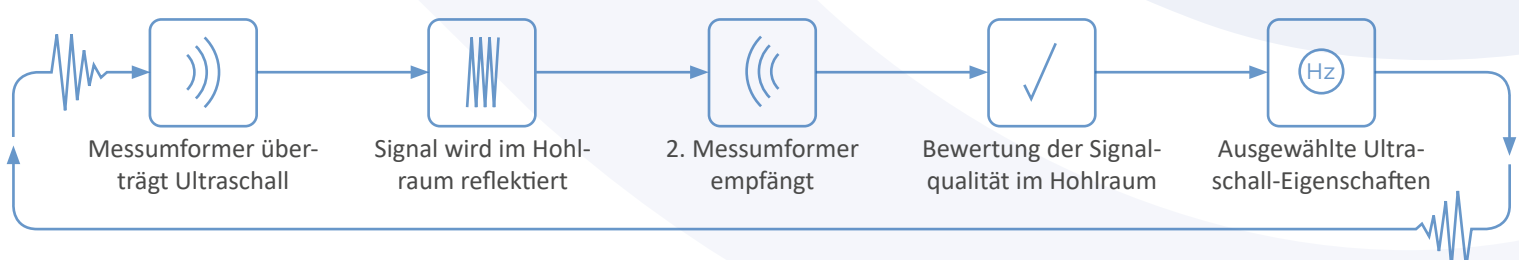 Hz
Messumformer über-
trägt Ultraschall
Signal wird im Hohl-
raum reflektiert
2. Messumformer
empfängt
Bewertung der Signal-
qualität im Hohlraum
Ausgewählte Ultra-
schall-Eigenschaften